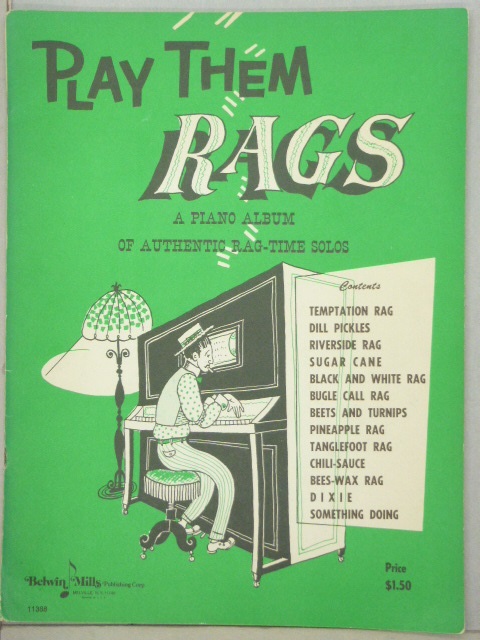 PLAY THEM
RAGS
A PIANO ALBUM
OF AUTHENTIC RAG-TIME SOLOS
Contents
TEMPTATION RAG
DILL PICKLES
RIVERSIDE RAG
SUGAR CANE
BLACK AND WHITE RAG
BUGLE CALL RAG
BEETS AND TURNIPS
PINEAPPLE RAG
TANGLEFOOT RAG
CHILI-SAUCE
BEES-WAX RAG
DIXIE
SOMETHING DOING
Price
$1.50
Belwin Mills Publishing Corp.
11388